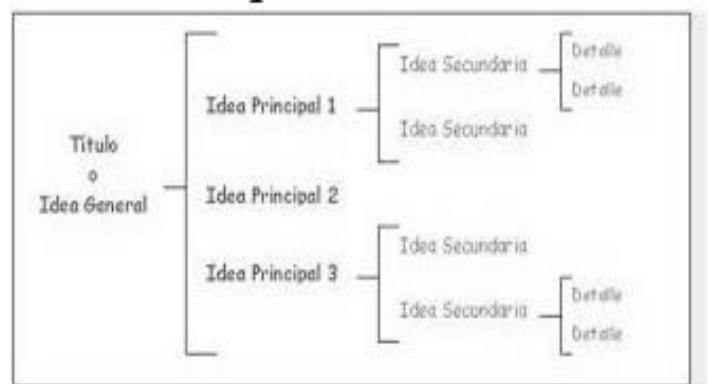 Título
o
Idea General
Idea Principal 1
Idea Secundaria
Detalle
Detalle
Idea Secundaria
Idea Principal 2
Idea Principal 3
Idea Secundaria
Idea Secundaria
Detalle
Detalle